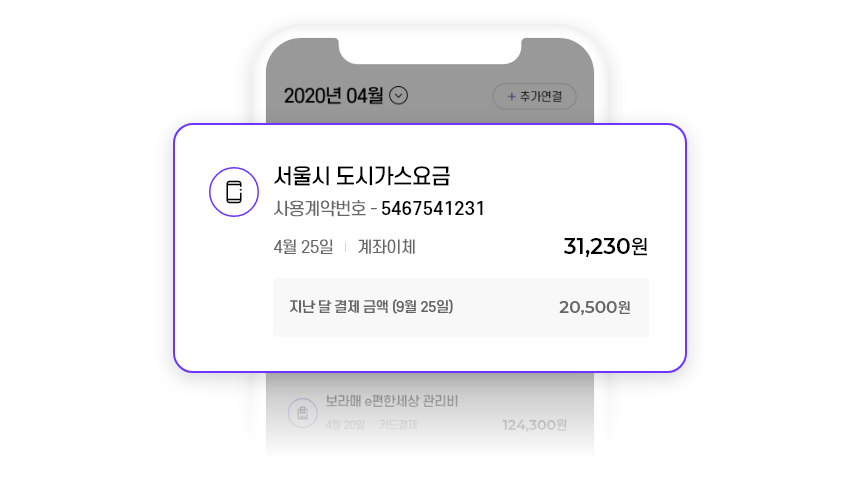 2020년 04월
+ 추가연결
서울시 도시가스요금
사용계약번호 - 5467541231
4월 25일 | 계좌이체 31,230원
지난 달 결제 금액 (9월 25일) 20,500원
보라매 e편한세상 관리비
4월 20일 | 카드결제 124,300원